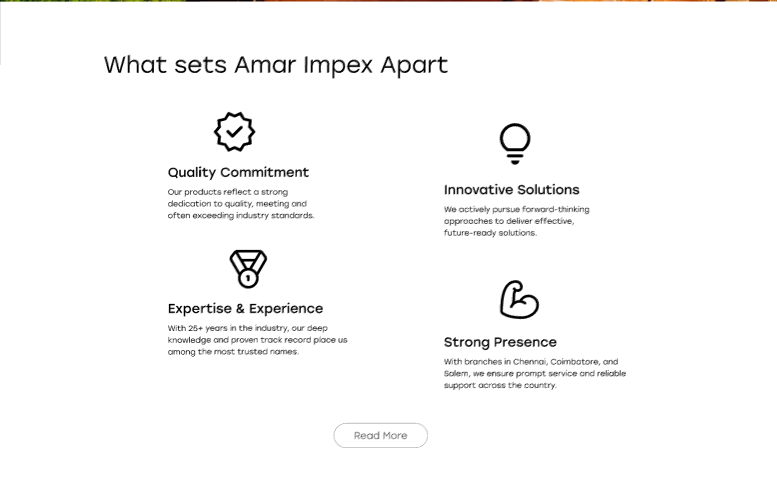 What sets Amar Impex Apart
Quality Commitment
Our products reflect a strong
dedication to quality, meeting and
often exceeding industry standards.
Innovative Solutions
We actively pursue forward-thinking
approaches to deliver effective,
future-ready solutions.
1
Expertise & Experience
With 25+ years in the industry, our deep
knowledge and proven track record place us
among the most trusted names.
Strong Presence
With branches in Chennai, Coimbatore, and
Salem, we ensure prompt service and reliable
support across the country.
Read More